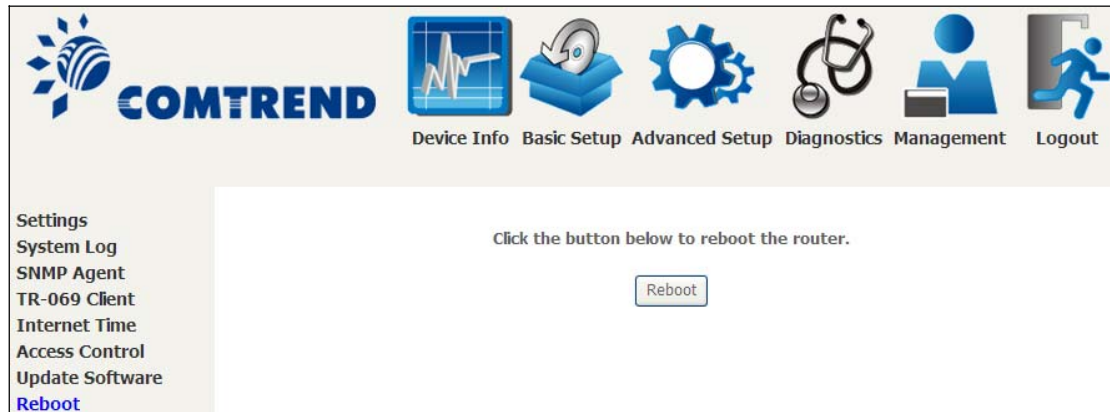 COMTREND
Device Info Basic Setup Advanced Setup Diagnostics Management Logout
Settings
System Log
SNMP Agent
TR-069 Client
Internet Time
Access Control
Update Software
Reboot
Click the button below to reboot the router.
Reboot